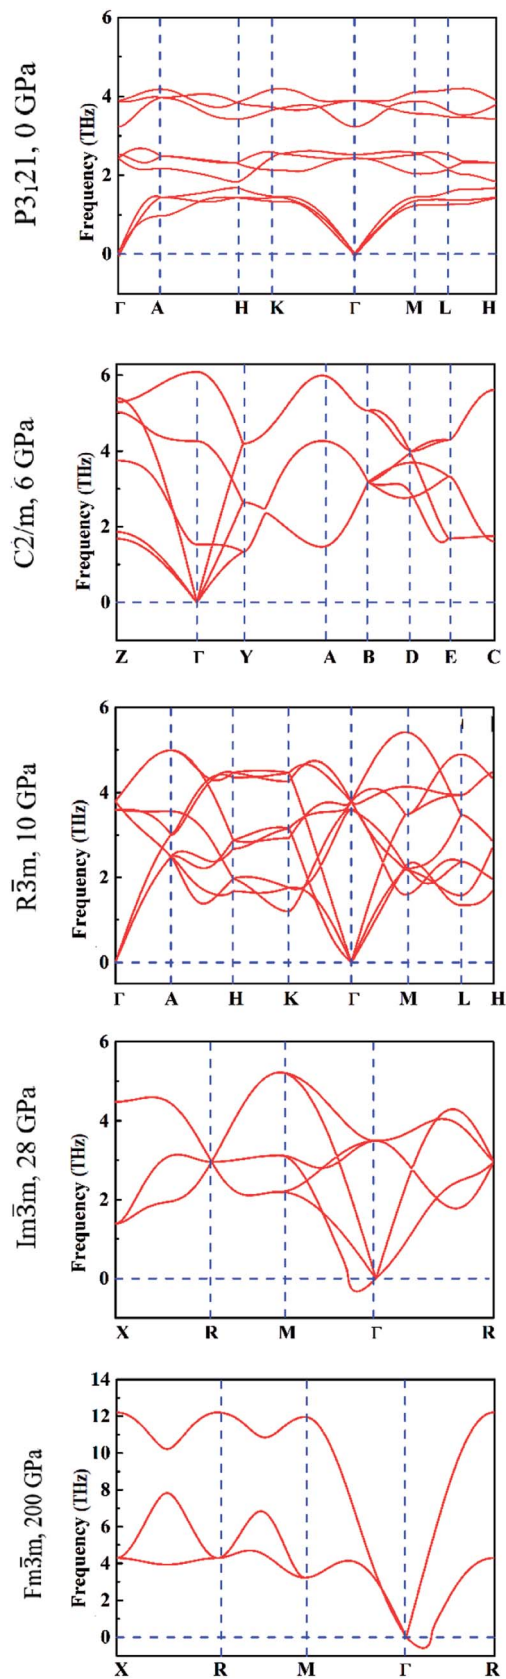 P3₁21, 0 GPa
Frequency (THz)
6
4
2
0
Γ A H K Γ M L H
C2/m, 6 GPa
Frequency (THz)
6
4
2
0
Z Γ Y A B D E C
R3̄m, 10 GPa
Frequency (THz)
6
4
2
0
Γ A H K Γ M L H
Im3̄m, 28 GPa
Frequency (THz)
6
4
2
0
X R M Γ R
Fm3̄m, 200 GPa
Frequency (THz)
14
12
10
8
6
4
2
0
X R M Γ R